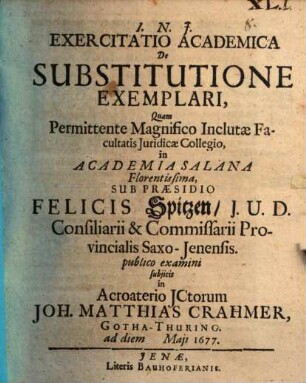 XLI.
I. N. J.
EXERCITATIO ACADEMICA
De
SUBSTITUTIONE
EXEMPLARI,
Quam
Permittente Magnifico Inclutæ Fa-
cultatis Juridicæ Collegio,
in
ACADEMIA SALANA
Florentissima,
SUB PRÆSIDIO
FELICIS Spitzen/ J. U. D.
Consiliarii & Commissarii Pro-
vincialis Saxo-Jenensis.
publico examini
subjicit
in
Acroaterio JCtorum
JOH. MATTHIAS CRAHMER,
GOTHA-THURING.
ad diem Maji 1677.
JENÆ,
Literis BAUHOFERIANIS.